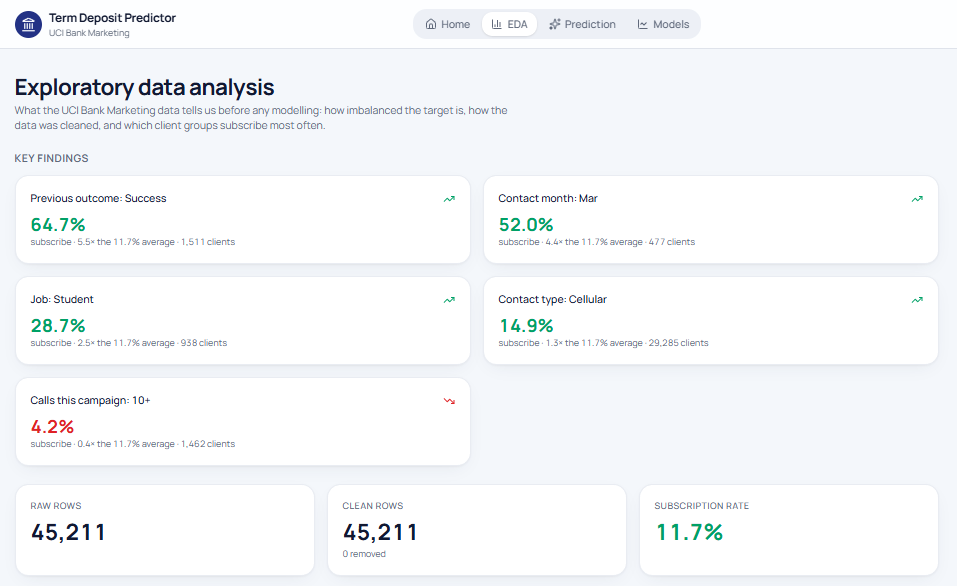 Term Deposit Predictor
UCI Bank Marketing
Home
EDA
Prediction
Models
Exploratory data analysis
What the UCI Bank Marketing data tells us before any modelling: how imbalanced the target is, how the
data was cleaned, and which client groups subscribe most often.
KEY FINDINGS
Previous outcome: Success
64.7%
subscribe · 5.5× the 11.7% average · 1,511 clients
Contact month: Mar
52.0%
subscribe · 4.4× the 11.7% average · 477 clients
Job: Student
28.7%
subscribe · 2.5× the 11.7% average · 938 clients
Contact type: Cellular
14.9%
subscribe · 1.3× the 11.7% average · 29,285 clients
Calls this campaign: 10+
4.2%
subscribe · 0.4× the 11.7% average · 1,462 clients
RAW ROWS
45,211
CLEAN ROWS
45,211
0 removed
SUBSCRIPTION RATE
11.7%